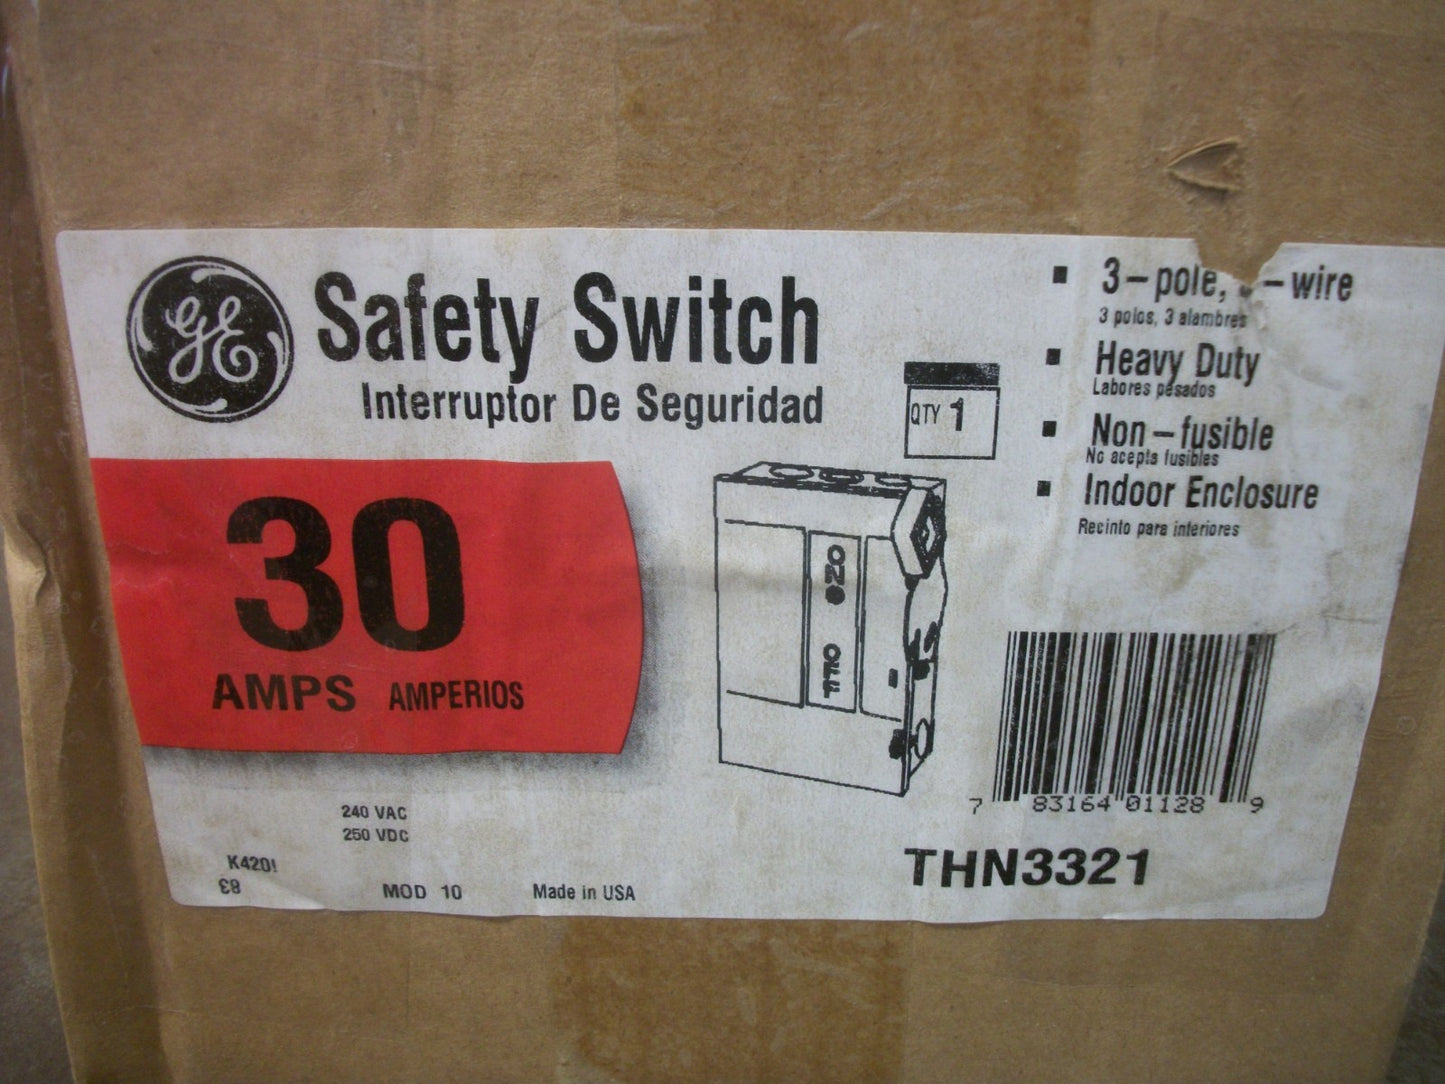 GE
Safety Switch
Interruptor De Seguridad
30
AMPS AMPERIOS
240 VAC
250 VDC
MOD 10
Made in USA
QTY 1
ON
OFF
▪ 3-pole, -wire
3 polos, 3 alambres
▪ Heavy Duty
Labores pesados
▪ Non-fusible
No acepta fusibles
▪ Indoor Enclosure
Recinto para interiores
7 83164 01128 9
THN3321